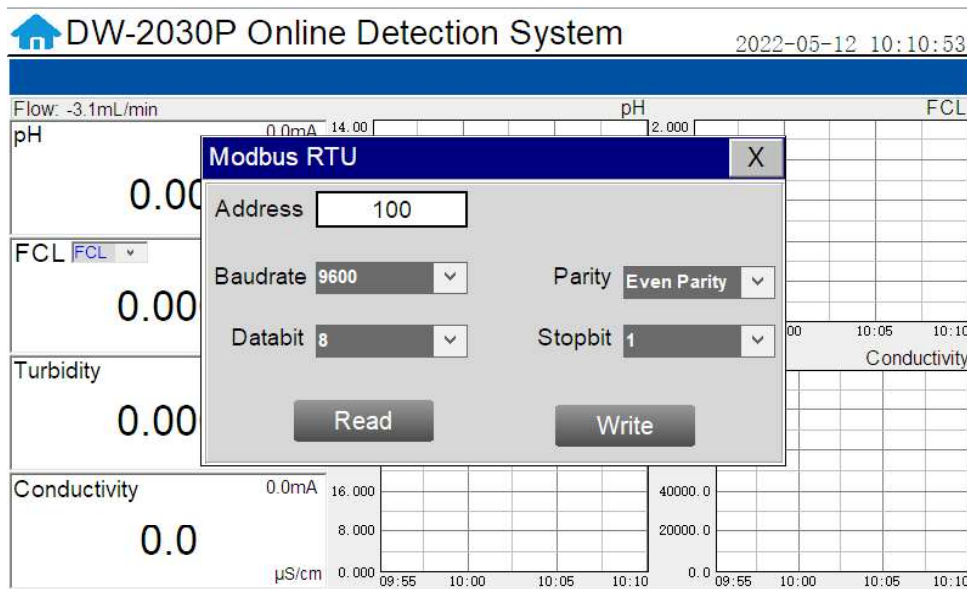 DW-2030P Online Detection System
2022-05-12 10:10:53
Flow: -3.1mL/min
pH
FCL
pH
0.0mA
14.00
2.000
0.00
Modbus RTU
X
Address
100
Baudrate
9600
Parity
Even Parity
Databit
8
Stopbit
1
Read
Write
FCL
FCL
0.00
00
10:05
10:10
Turbidity
Conductivity
0.00
Conductivity
0.0mA
16.000
40000.0
0.0
8.000
20000.0
µS/cm
0.000
0.0
09:55
10:00
10:05
10:10
09:55
10:00
10:05
10:10